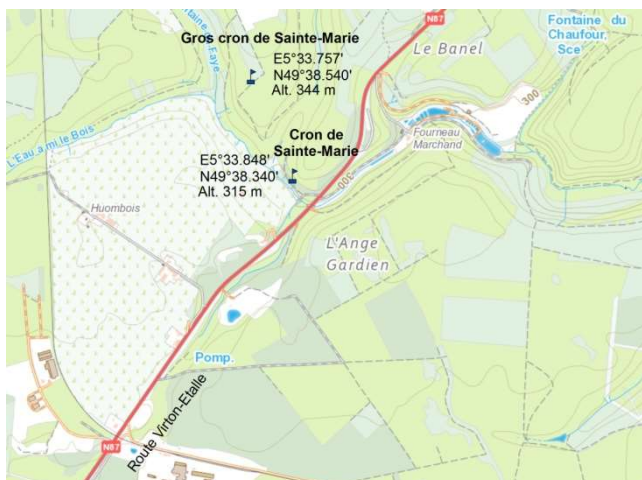 N87
Fontaine du
Chaufour,
Sce
Le Banel
Gros cron de Sainte-Marie
E5°33.757'
N49°38.540'
Alt. 344 m
300
Fourneau
Marchand
Cron de
Sainte-Marie
E5°33.848'
N49°38.340'
Alt. 315 m
300
L'Eau a mi le Bois
Huombois
L'Ange
Gardien
Pomp.
Route Virton-Etalle
N87